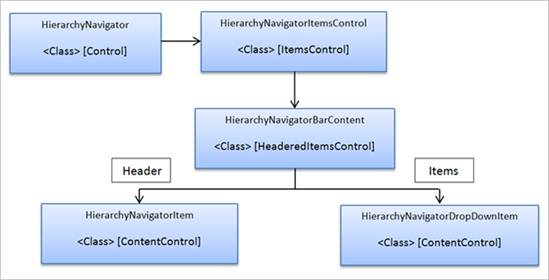 HierarchyNavigator
<Class> [Control]
HierarchyNavigatorItemsControl
<Class> [ItemsControl]
HierarchyNavigatorBarContent
<Class> [HeaderedItemsControl]
Header
Items
HierarchyNavigatorItem
<Class> [ContentControl]
HierarchyNavigatorDropDownItem
<Class> [ContentControl]